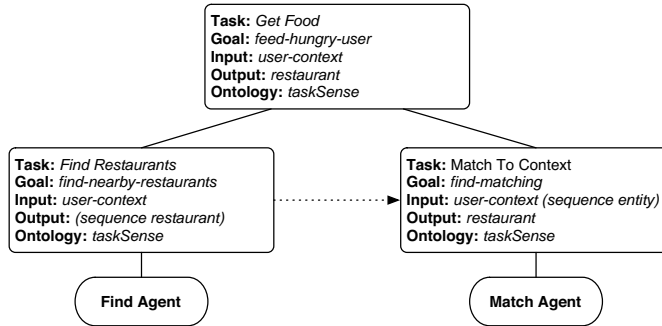 Task: Get Food
Goal: feed-hungry-user
Input: user-context
Output: restaurant
Ontology: taskSense
Task: Find Restaurants
Goal: find-nearby-restaurants
Input: user-context
Output: (sequence restaurant)
Ontology: taskSense
Task: Match To Context
Goal: find-matching
Input: user-context (sequence entity)
Output: restaurant
Ontology: taskSense
Find Agent
Match Agent